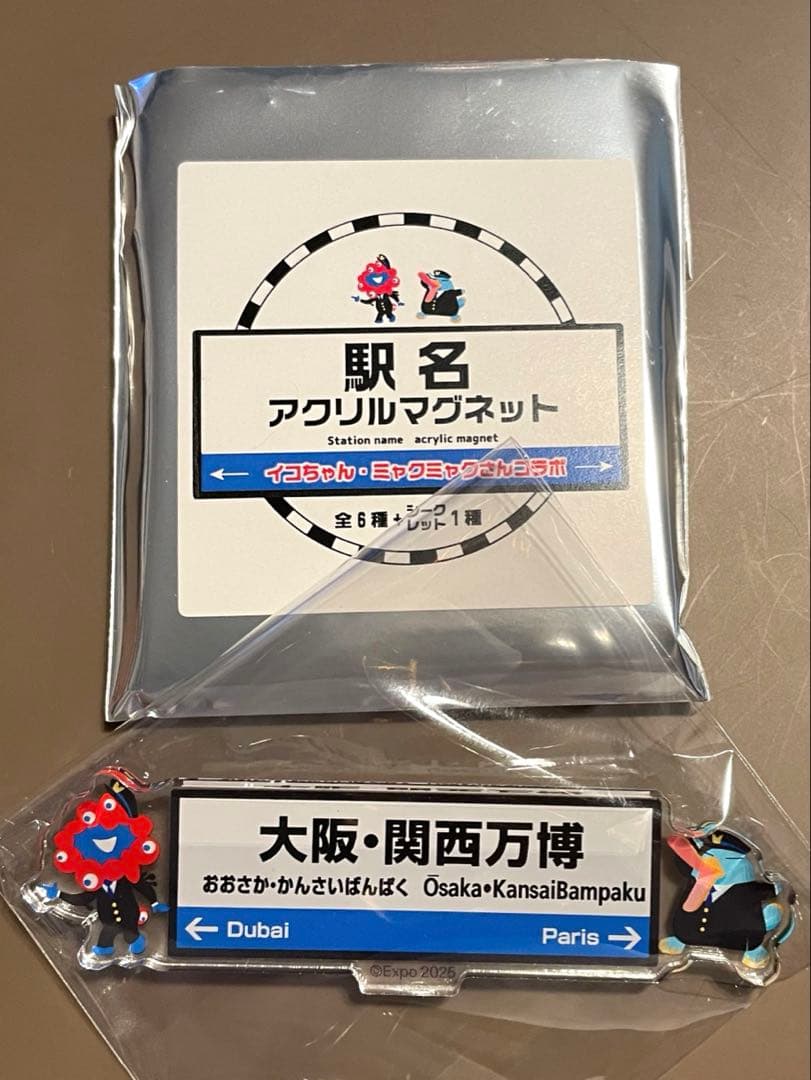 駅名
アクリルマグネット
Station name acrylic magnet
← イコちゃん・ミャクミャクさんコラボ →
全6種+シークレット1種
大阪・関西万博
おおさか・かんさいばんぱく Ōsaka・KansaiBampaku
← Dubai Paris →
©Expo 2025